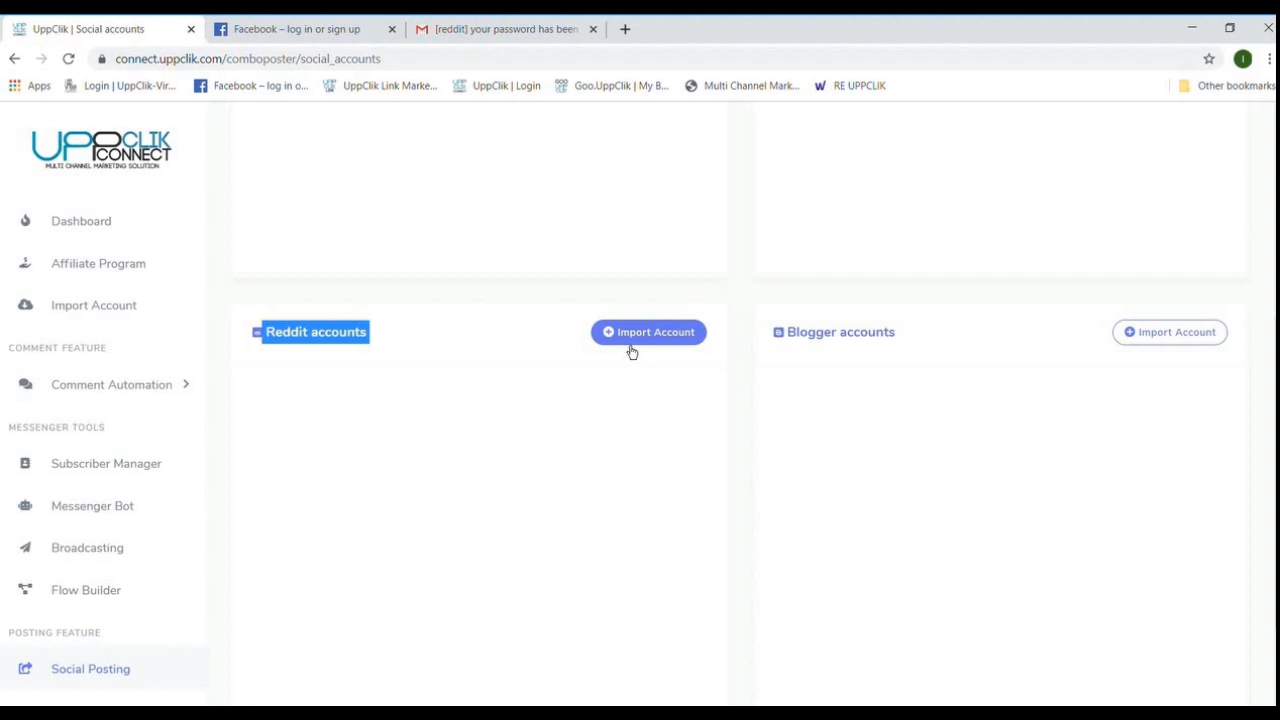 UppClik | Social accounts
Facebook – log in or sign up
[reddit] your password has been
connect.uppclik.com/comboposter/social_accounts
I
Apps
Login | UppClik-Vir...
Facebook – log in o...
UppClik Link Marke...
UppClik | Login
Goo.UppClik | My B...
Multi Channel Mark...
RE UPPCLIK
Other bookmarks
UPPCLIK
CONNECT
MULTI CHANNEL MARKETING SOLUTION
Dashboard
Affiliate Program
Import Account
COMMENT FEATURE
Comment Automation
MESSENGER TOOLS
Subscriber Manager
Messenger Bot
Broadcasting
Flow Builder
POSTING FEATURE
Social Posting
Reddit accounts
Import Account
Blogger accounts
Import Account